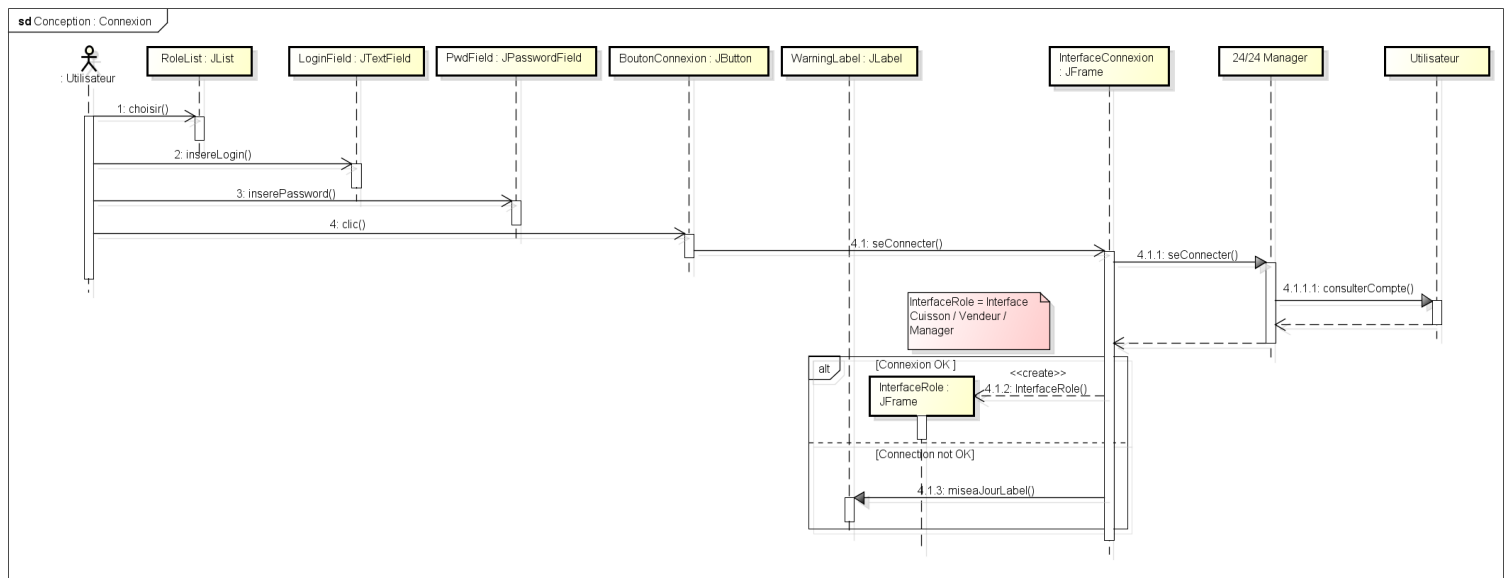 sd Conception : Connexion
: Utilisateur
RoleList : JList
LoginField : JTextField
PwdField : JPasswordField
BoutonConnexion : JButton
WarningLabel : JLabel
InterfaceConnexion
: JFrame
24/24 Manager
Utilisateur
1: choisir()
2: insereLogin()
3: inserePassword()
4: clic()
4.1: seConnecter()
4.1.1: seConnecter()
4.1.1.1: consulterCompte()
InterfaceRole = Interface
Cuisson / Vendeur /
Manager
alt
[Connexion OK ]
<<create>>
4.1.2: InterfaceRole()
InterfaceRole :
JFrame
[Connection not OK]
4.1.3: miseaJourLabel()